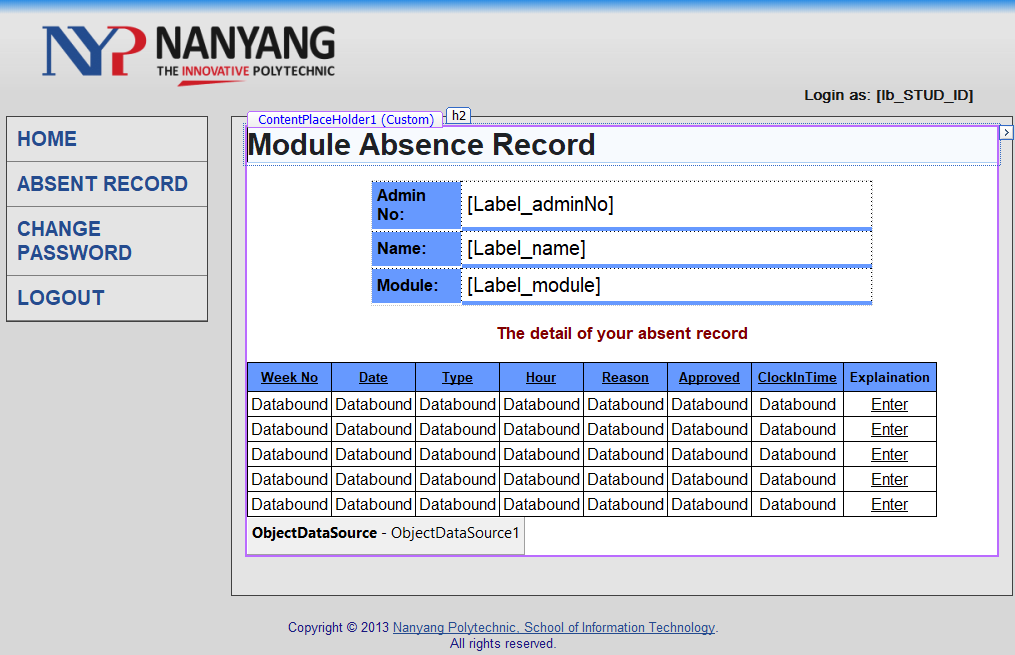 NYP NANYANG
THE INNOVATIVE POLYTECHNIC
Login as: [lb_STUD_ID]
HOME
ABSENT RECORD
CHANGE
PASSWORD
LOGOUT
ContentPlaceHolder1 (Custom) h2
>
Module Absence Record
Admin
No:
[Label_adminNo]
Name: [Label_name]
Module: [Label_module]
The detail of your absent record
Week No Date Type Hour Reason Approved ClockInTime Explaination
Databound Databound Databound Databound Databound Databound Databound Enter
Databound Databound Databound Databound Databound Databound Databound Enter
Databound Databound Databound Databound Databound Databound Databound Enter
Databound Databound Databound Databound Databound Databound Databound Enter
Databound Databound Databound Databound Databound Databound Databound Enter
ObjectDataSource - ObjectDataSource1
Copyright © 2013 Nanyang Polytechnic, School of Information Technology.
All rights reserved.